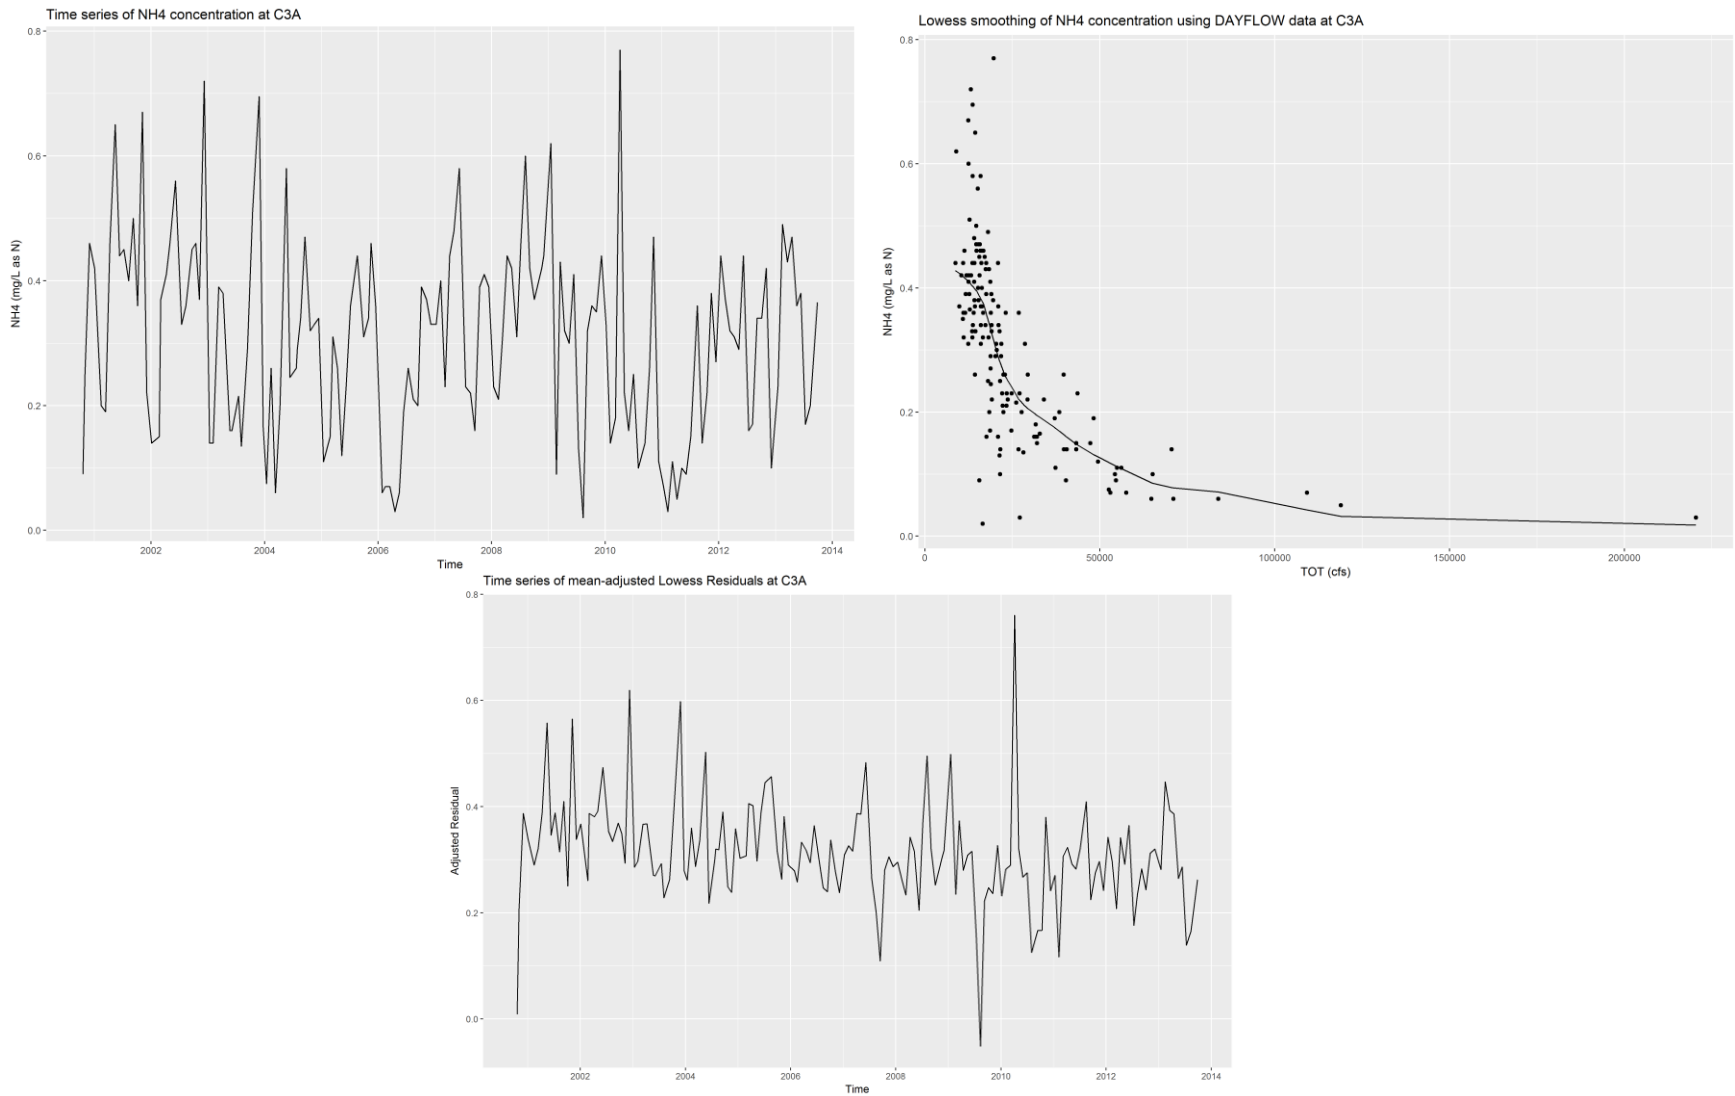 Time series of NH4 concentration at C3A
0.8
0.6
0.4
0.2
0.0
NH4 (mg/L as N)
2002 2004 2006 2008 2010 2012 2014
Time
Lowess smoothing of NH4 concentration using DAYFLOW data at C3A
0.8
0.6
0.4
0.2
0.0
NH4 (mg/L as N)
0 50000 100000 150000 200000
TOT (cfs)
Time series of mean-adjusted Lowess Residuals at C3A
0.8
0.6
0.4
0.2
0.0
Adjusted Residual
2002 2004 2006 2008 2010 2012 2014
Time